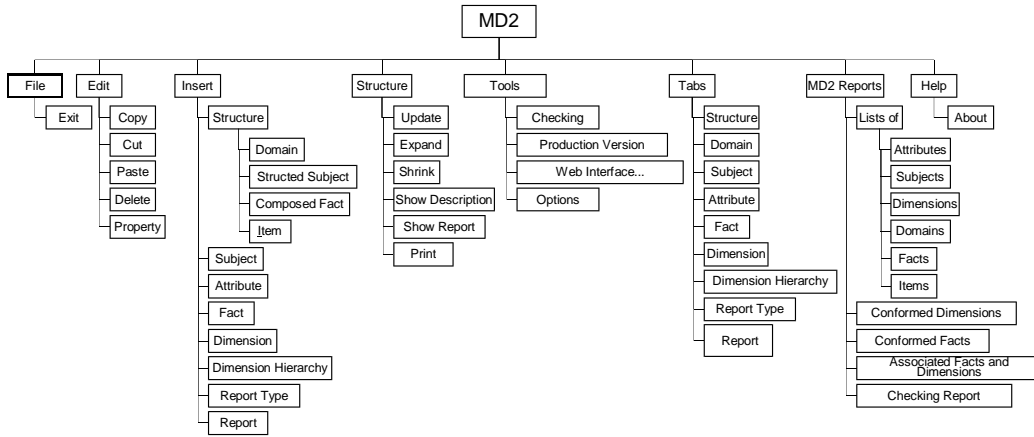 MD2
File
Exit
Edit
Copy
Cut
Paste
Delete
Property
Insert
Structure
Domain
Structed Subject
Composed Fact
Item
Subject
Attribute
Fact
Dimension
Dimension Hierarchy
Report Type
Report
Structure
Update
Expand
Shrink
Show Description
Show Report
Print
Tools
Checking
Production Version
Web Interface...
Options
Tabs
Structure
Domain
Subject
Attribute
Fact
Dimension
Dimension Hierarchy
Report Type
Report
MD2 Reports
Lists of
Attributes
Subjects
Dimensions
Domains
Facts
Items
Conformed Dimensions
Conformed Facts
Associated Facts and
Dimensions
Checking Report
Help
About